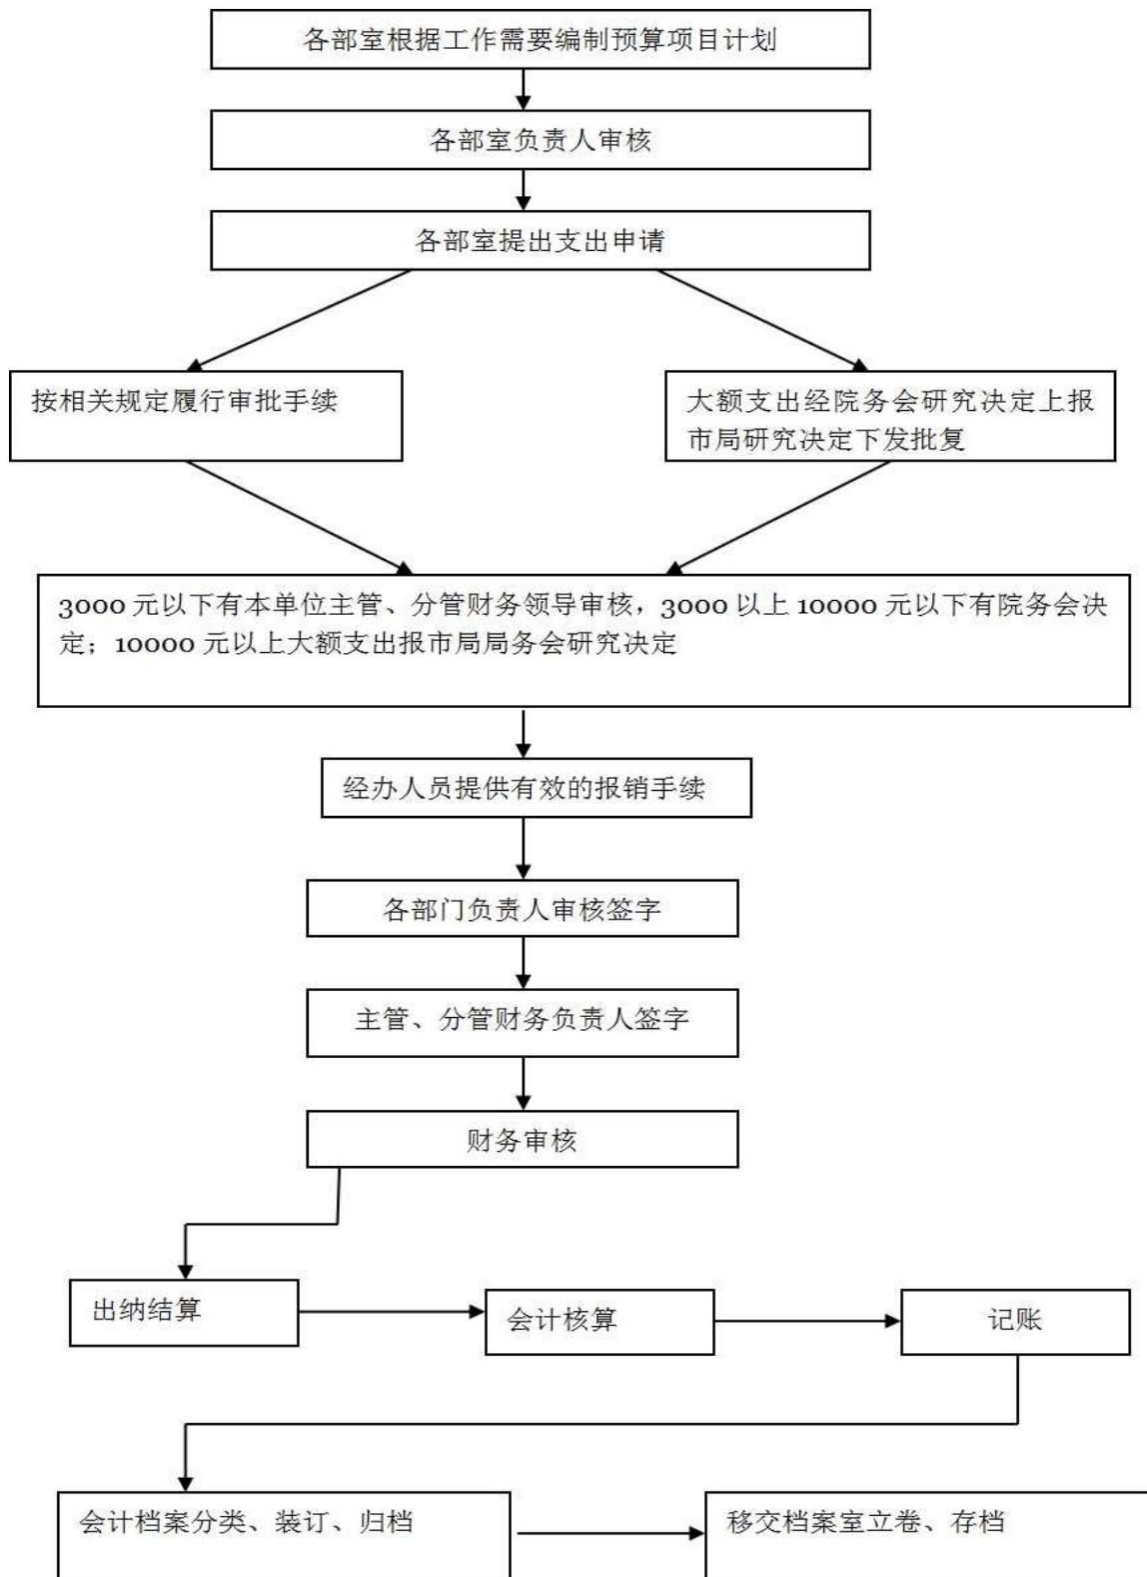 各部室根据工作需要编制预算项目计划
各部室负责人审核
各部室提出支出申请
按相关规定履行审批手续
大额支出经院务会研究决定上报
市局研究决定下发批复
3000 元以下有本单位主管、分管财务领导审核，3000 以上 10000 元以下有院务会决
定；10000 元以上大额支出报市局局务会研究决定
经办人员提供有效的报销手续
各部门负责人审核签字
主管、分管财务负责人签字
财务审核
出纳结算
会计核算
记账
会计档案分类、装订、归档
移交档案室立卷、存档